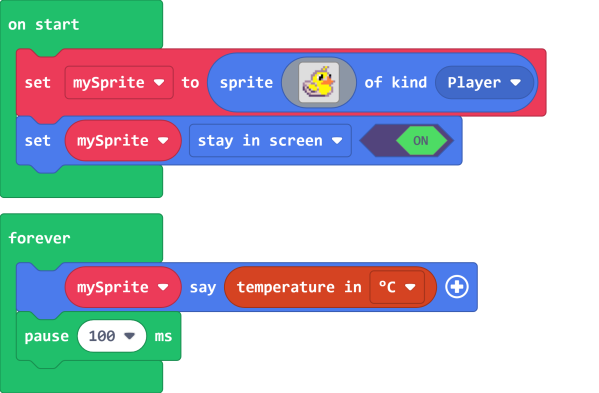 on start
set mySprite to sprite of kind Player
set mySprite stay in screen ON
forever
mySprite say temperature in °C
pause 100 ms